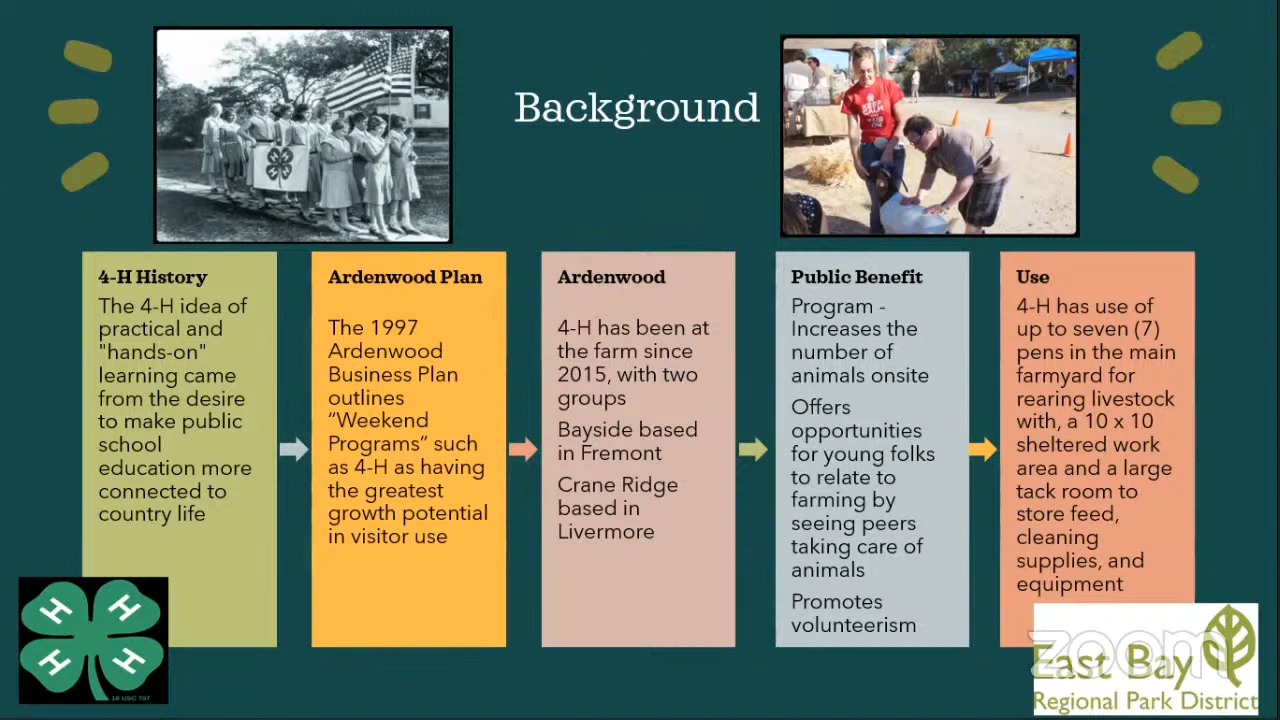 Background
KEEP
CALM
4-H History
The 4-H idea of
practical and
"hands-on"
learning came
from the desire
to make public
school
education more
connected to
country life
Ardenwood Plan
The 1997
Ardenwood
Business Plan
outlines
“Weekend
Programs” such
as 4-H as having
the greatest
growth potential
in visitor use
Ardenwood
4-H has been at
the farm since
2015, with two
groups
Bayside based
in Fremont
Crane Ridge
based in
Livermore
Public Benefit
Program -
Increases the
number of
animals onsite
Offers
opportunities
for young folks
to relate to
farming by
seeing peers
taking care of
animals
Promotes
volunteerism
Use
4-H has use of
up to seven (7)
pens in the main
farmyard for
rearing livestock
with, a 10 x 10
sheltered work
area and a large
tack room to
store feed,
cleaning
supplies, and
equipment
H H
H H
18 USC 707
zoom
East Bay
Regional Park District